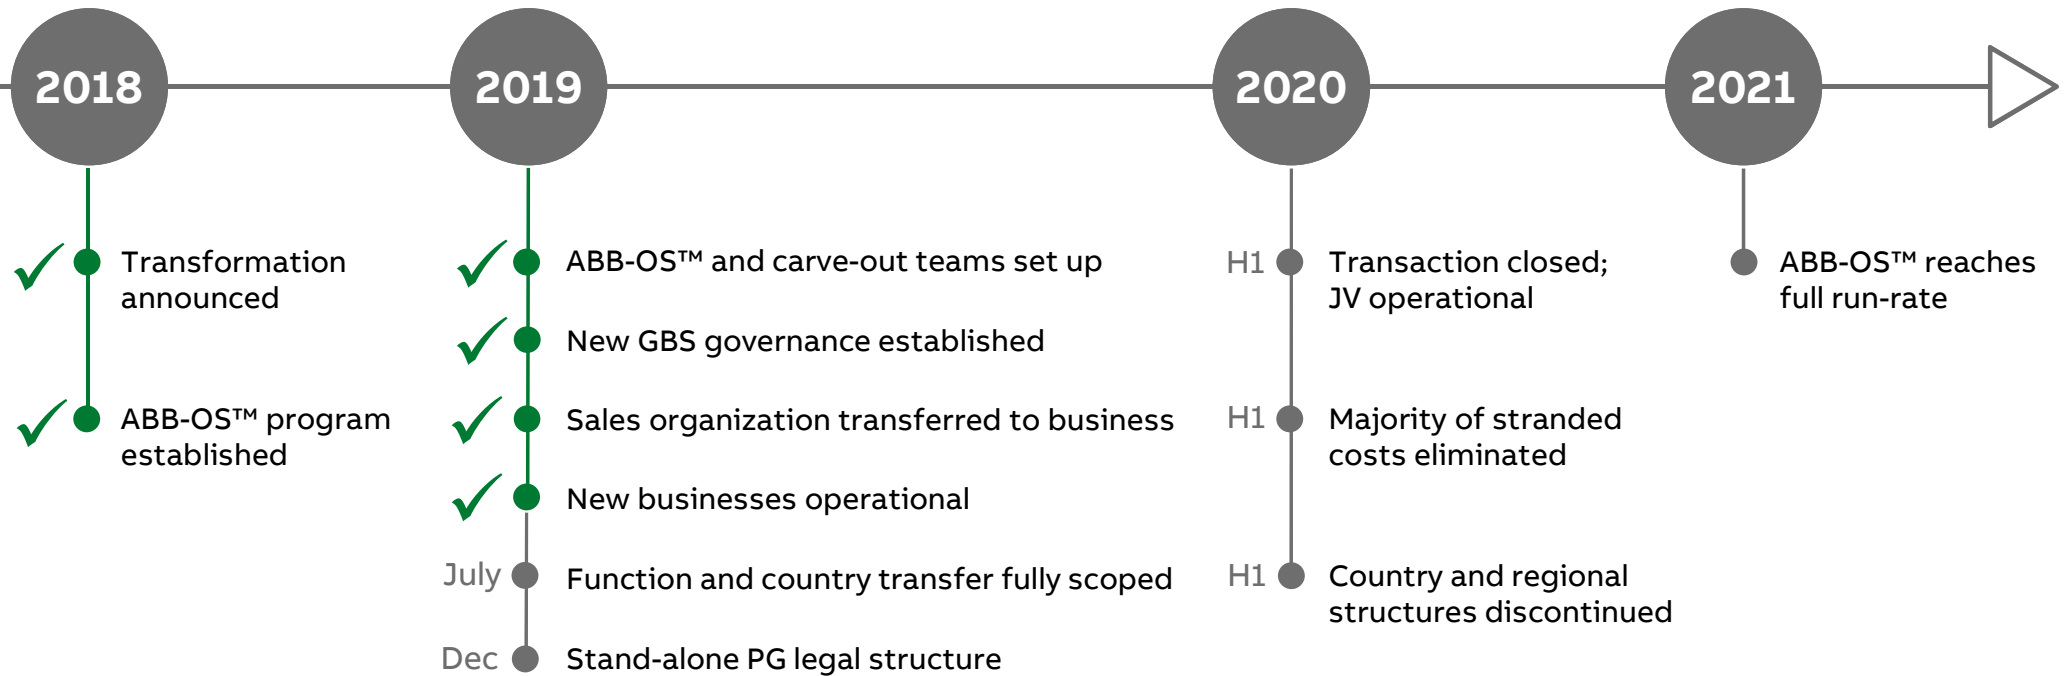 2018
2019
2020
2021
Transformation
announced
ABB-OS™ program
established
ABB-OS™ and carve-out teams set up
New GBS governance established
Sales organization transferred to business
New businesses operational
July Function and country transfer fully scoped
Dec Stand-alone PG legal structure
H1 Transaction closed;
JV operational
H1 Majority of stranded
costs eliminated
H1 Country and regional
structures discontinued
ABB-OS™ reaches
full run-rate